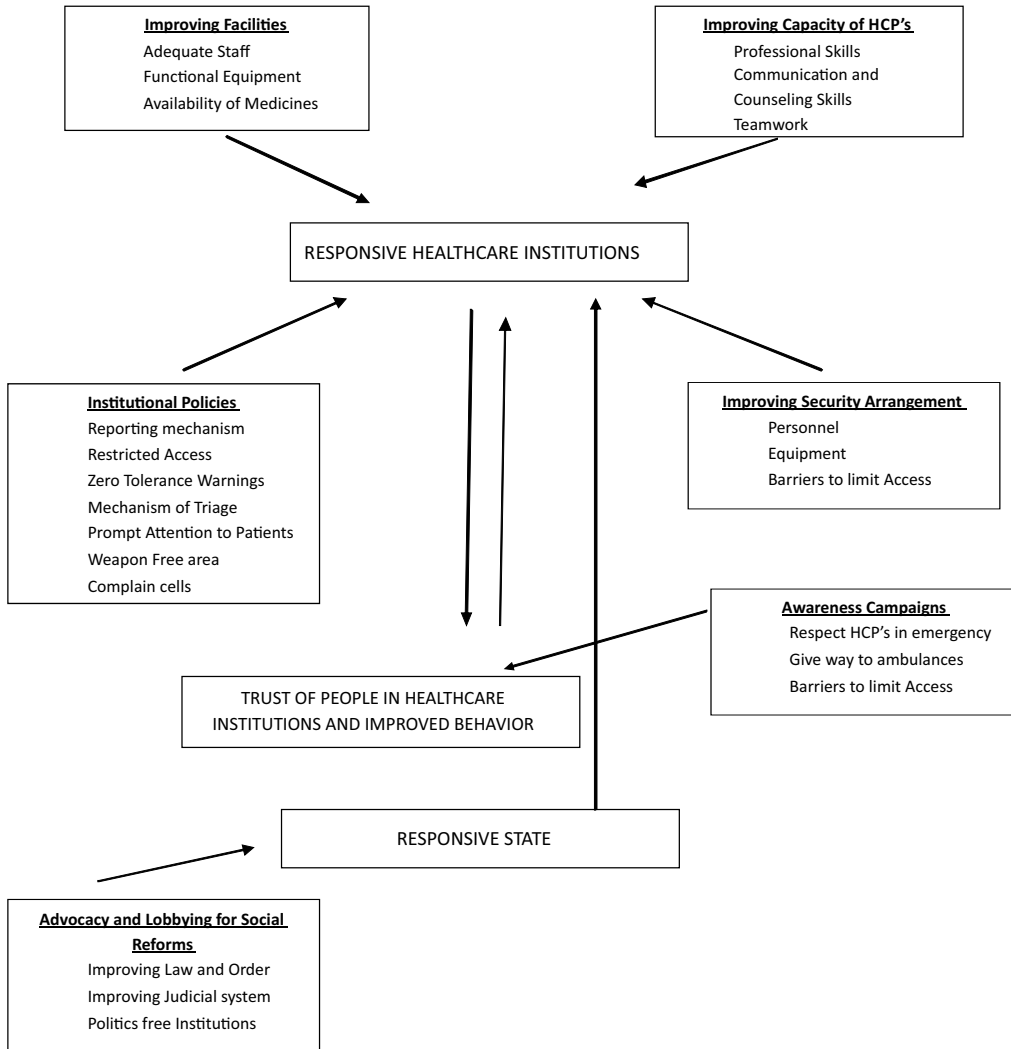 Improving Facilities
Adequate Staff
Functional Equipment
Availability of Medicines
Improving Capacity of HCP's
Professional Skills
Communication and
Counseling Skills
Teamwork
RESPONSIVE HEALTHCARE INSTITUTIONS
Institutional Policies
Reporting mechanism
Restricted Access
Zero Tolerance Warnings
Mechanism of Triage
Prompt Attention to Patients
Weapon Free area
Complain cells
Improving Security Arrangement
Personnel
Equipment
Barriers to limit Access
Awareness Campaigns
Respect HCP's in emergency
Give way to ambulances
Barriers to limit Access
TRUST OF PEOPLE IN HEALTHCARE
INSTITUTIONS AND IMPROVED BEHAVIOR
RESPONSIVE STATE
Advocacy and Lobbying for Social
Reforms
Improving Law and Order
Improving Judicial system
Politics free Institutions